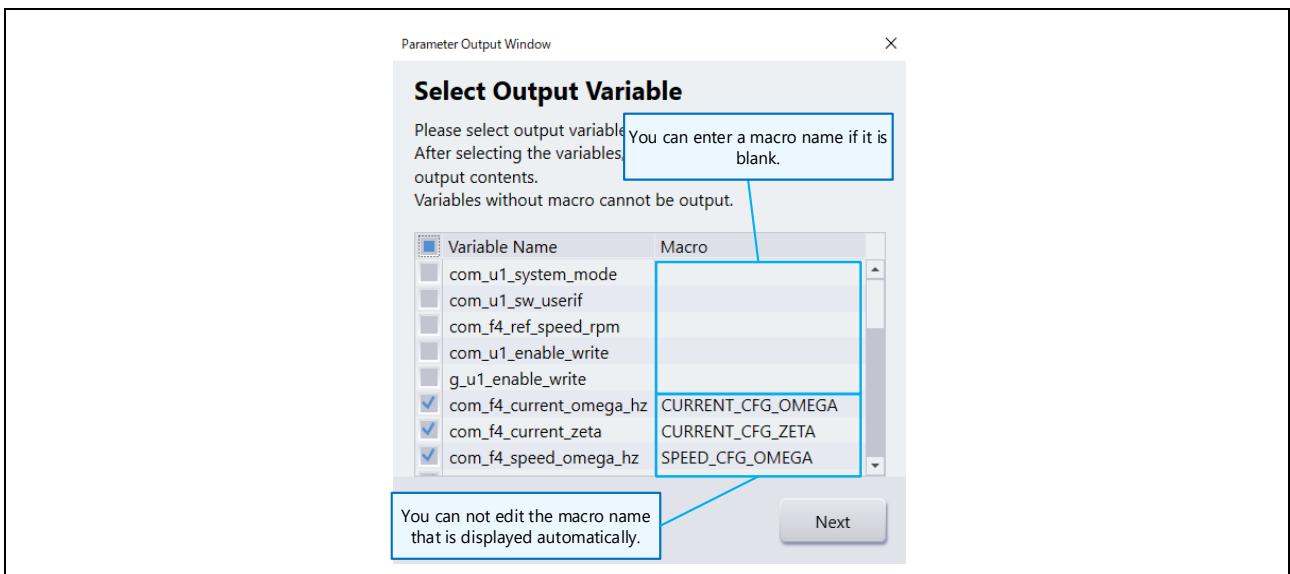 Parameter Output Window
Select Output Variable
Please select output variable
After selecting the variables,
output contents.
Variables without macro cannot be output.
You can enter a macro name if it is
blank.
Variable Name Macro
com_u1_system_mode
com_u1_sw_userif
com_f4_ref_speed_rpm
com_u1_enable_write
g_u1_enable_write
com_f4_current_omega_hz CURRENT_CFG_OMEGA
com_f4_current_zeta CURRENT_CFG_ZETA
com_f4_speed_omega_hz SPEED_CFG_OMEGA
You can not edit the macro name
that is displayed automatically.
Next